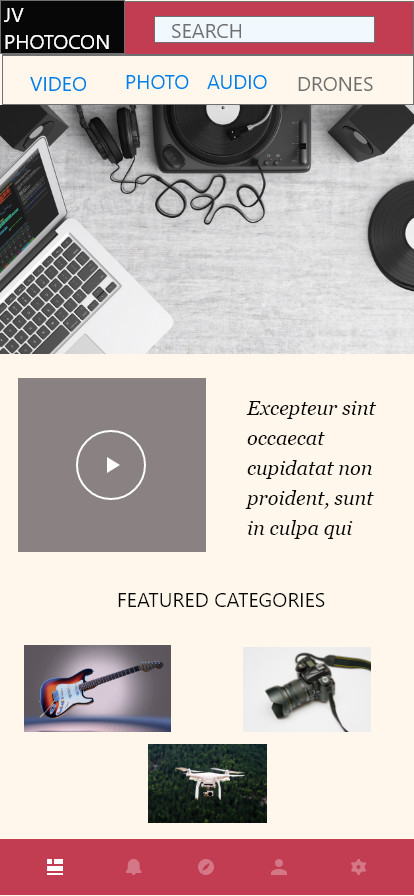 JV
PHOTOCON
SEARCH
VIDEO PHOTO AUDIO DRONES
Excepteur sint
occaecat
cupidatat non
proident, sunt
in culpa qui
FEATURED CATEGORIES